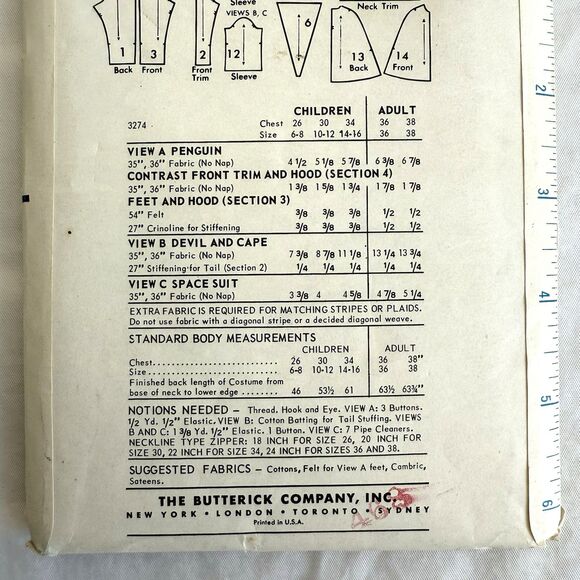 Sleeve
VIEWS B, C
Neck Trim
1 3 2 12 6 13 14
Back Front Front Trim Sleeve Back Front
CHILDREN ADULT
3274 Chest 26 30 34 36 38
Size 6-8 10-12 14-16 36 38
VIEW A PENGUIN
35", 36" Fabric (No Nap) 4 1/2 5 1/8 5 7/8 6 3/8 6 7/8
CONTRAST FRONT TRIM AND HOOD (SECTION 4)
35", 36" Fabric (No Nap) 1 3/8 1 5/8 1 3/4 1 7/8 1 7/8
FEET AND HOOD (SECTION 3)
54" Felt 3/8 3/8 3/8 1/2 1/2
27" Crinoline for Stiffening 3/8 3/8 3/8 1/2 1/2
VIEW B DEVIL AND CAPE
35", 36" Fabric (No Nap) 7 3/8 8 7/8 11 1/8 13 1/4 13 3/4
27" Stiffening for Tail (Section 2) 1/4 1/4 1/4 1/4 1/4
VIEW C SPACE SUIT
35", 36" Fabric (No Nap) 3 3/8 4 4 5/8 4 7/8 5 1/4
EXTRA FABRIC IS REQUIRED FOR MATCHING STRIPES OR PLAIDS.
Do not use fabric with a diagonal stripe or a decided diagonal weave.
STANDARD BODY MEASUREMENTS
CHILDREN ADULT
Chest.................... 26 30 34 36 38"
Size..................... 6-8 10-12 14-16 36 38
Finished back length of Costume from
base of neck to lower edge ........ 46 53½ 61 63½ 63¾"
NOTIONS NEEDED – Thread. Hook and Eye. VIEW A: 3 Buttons.
1/2 Yd. 1/2" Elastic. VIEW B: Cotton Batting for Tail Stuffing. VIEWS
B AND C: 1 3/8 Yd. 1/2" Elastic. 1 Button. VIEW C: 7 Pipe Cleaners.
NECKLINE TYPE ZIPPER: 18 INCH FOR SIZE 26, 20 INCH FOR
SIZE 30, 22 INCH FOR SIZE 34, 24 INCH FOR SIZES 36 AND 38.
SUGGESTED FABRICS – Cottons, Felt for View A feet, Cambric,
Sateens.
THE BUTTERICK COMPANY, INC.
NEW YORK • LONDON • TORONTO • SYDNEY
Printed in U.S.A.
2
3
4
5
6